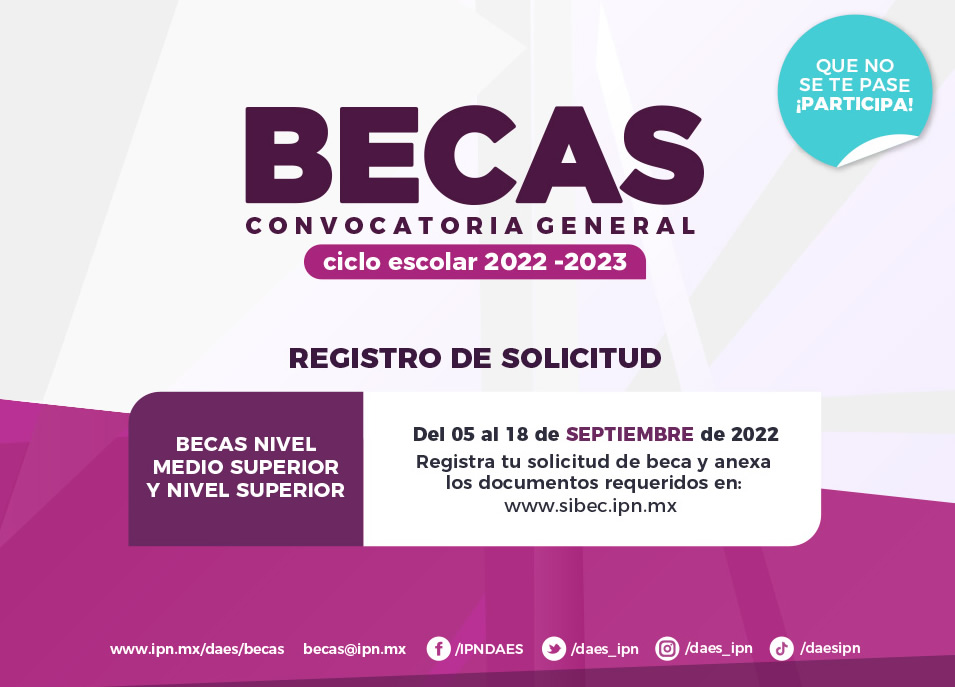 QUE NO
SE TE PASE
¡PARTICIPA!
BECAS
CONVOCATORIA GENERAL
ciclo escolar 2022 -2023
REGISTRO DE SOLICITUD
BECAS NIVEL
MEDIO SUPERIOR
Y NIVEL SUPERIOR
Del 05 al 18 de SEPTIEMBRE de 2022
Registra tu solicitud de beca y anexa
los documentos requeridos en:
www.sibec.ipn.mx
www.ipn.mx/daes/becas becas@ipn.mx /IPNDAES /daes_ipn /daes_ipn /daesipn